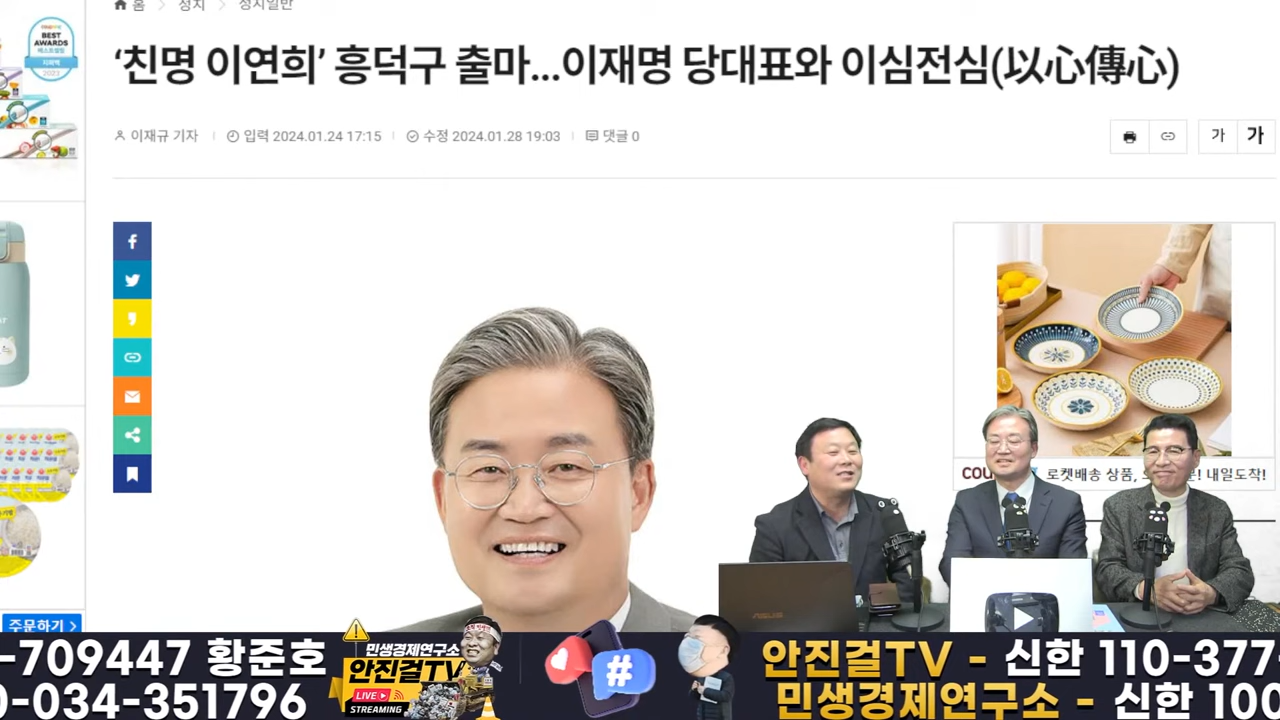 홈 > 정치 > 정치일반
‘친명 이연희’ 흥덕구 출마...이재명 당대표와 이심전심(以心傳心)
이재규 기자 입력 2024.01.24 17:15 수정 2024.01.28 19:03 댓글 0
가 가
BEST
AWARDS
2023
로켓배송 상품,
! 내일도착!
ASUS
주문하기 >
-709447 황준호
0-034-351796
민생경제연구소
안진걸TV
LIVE
STREAMING
#
안진걸TV - 신한 110-377-
민생경제연구소 - 신한 100